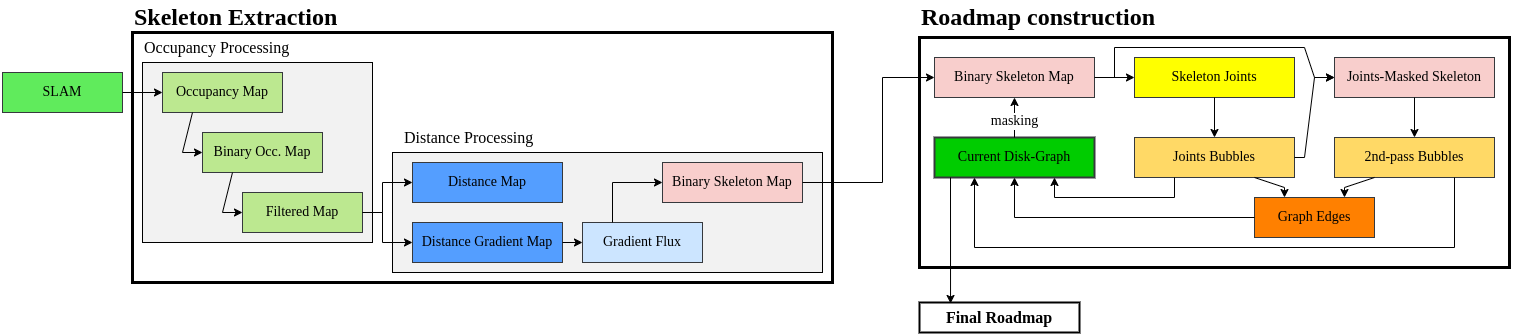 Skeleton Extraction
Occupancy Processing
SLAM
Occupancy Map
Binary Occ. Map
Filtered Map
Distance Processing
Distance Map
Binary Skeleton Map
Distance Gradient Map
Gradient Flux
Roadmap construction
Binary Skeleton Map
Skeleton Joints
Joints-Masked Skeleton
masking
Current Disk-Graph
Joints Bubbles
2nd-pass Bubbles
Graph Edges
Final Roadmap